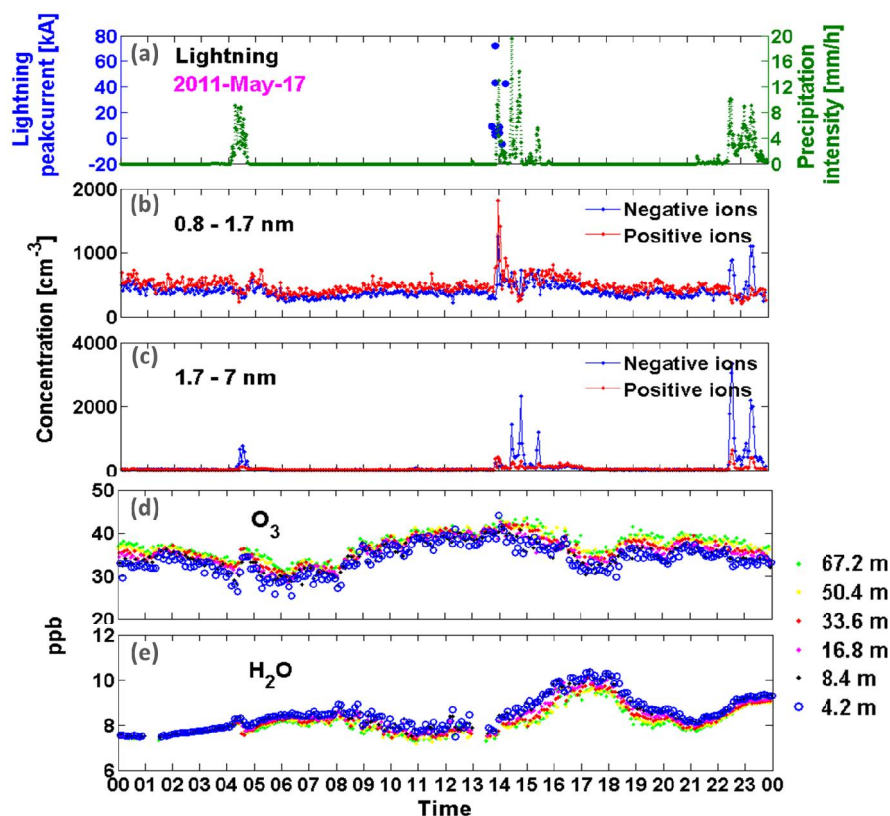 (a)
Lightning
2011-May-17
Lightning
peakcurrent [kA]
80
60
40
20
0
-20
Precipitation
intensity [mm/h]
20
16
12
8
4
0
(b)
0.8 - 1.7 nm
Negative ions
Positive ions
2000
1000
0
Concentration [cm-3]
(c)
1.7 - 7 nm
Negative ions
Positive ions
4000
2000
0
(d)
O3
50
40
30
20
ppb
(e)
H2O
12
10
8
6
67.2 m
50.4 m
33.6 m
16.8 m
8.4 m
4.2 m
00 01 02 03 04 05 06 07 08 09 10 11 12 13 14 15 16 17 18 19 20 21 22 23 00
Time